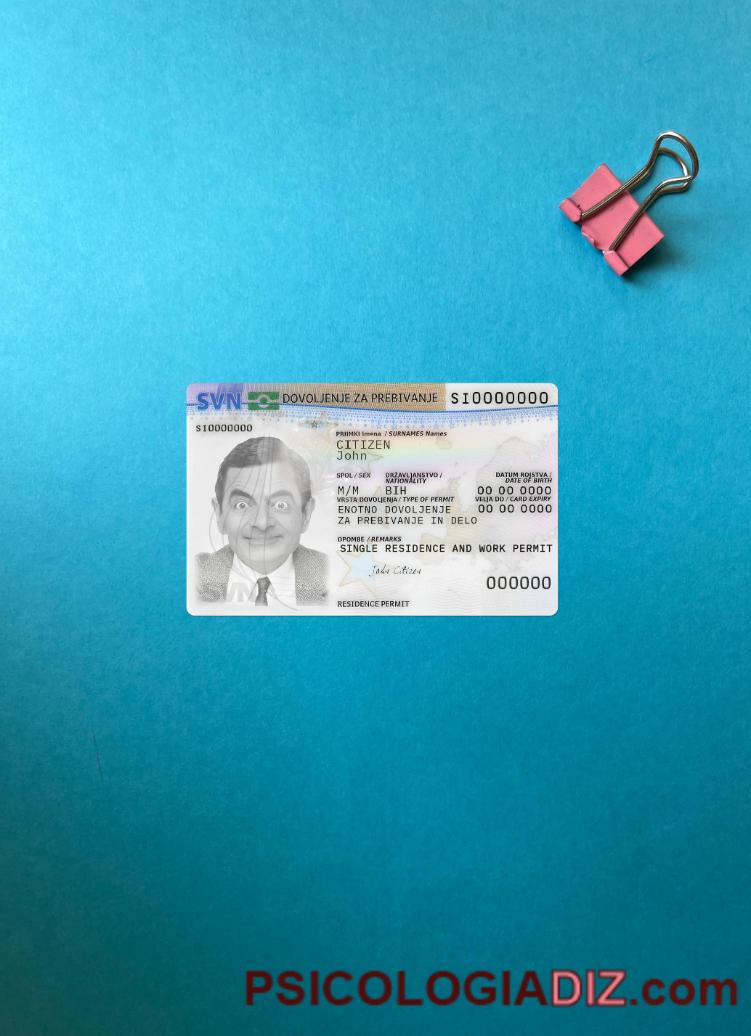 SVN DOVOLJENJE ZA PREBIVANJE SI0000000
SI0000000
PRIIMKI Imena / SURNAMES Names
CITIZEN
John
SPOL / SEX DRŽAVLJANSTVO / NATIONALITY DATUM ROJSTVA / DATE OF BIRTH
M/M BIH 00 00 0000
VRSTA DOVOLJENJA / TYPE OF PERMIT VELJA DO / CARD EXPIRY
ENOTNO DOVOLJENJE 00 00 0000
ZA PREBIVANJE IN DELO
OPOMBE / REMARKS
SINGLE RESIDENCE AND WORK PERMIT
John Citizen
000000
SVN
RESIDENCE PERMIT
PSICOLOGIADIZ.com